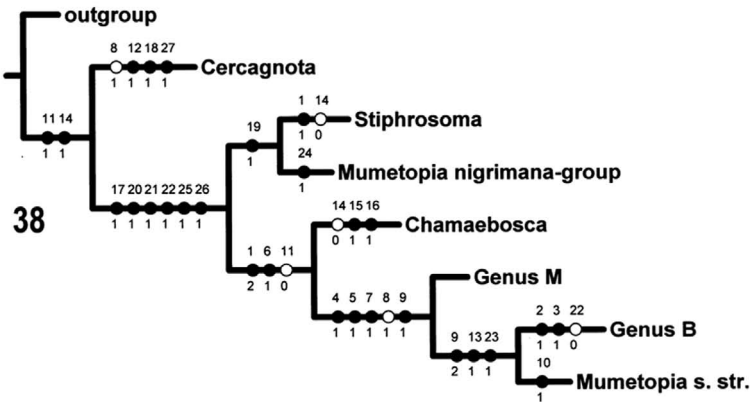 outgroup
8 12 18 27
Cercagnota
1 1 1 1
1 14
Stiphrosoma
11 14
19
1 0
1 1
1
24
Mumetopia nigrimana-group
1
17 20 21 22 25 26
1 1 1 1 1 1
38
14 15 16
Chamaebosca
0 1 1
1 6 11
2 1 0
Genus M
4 5 7 8 9
1 1 1 1 1
2 3 22
Genus B
9 13 23
1 1 0
2 1 1
10
Mumetopia s. str.
1